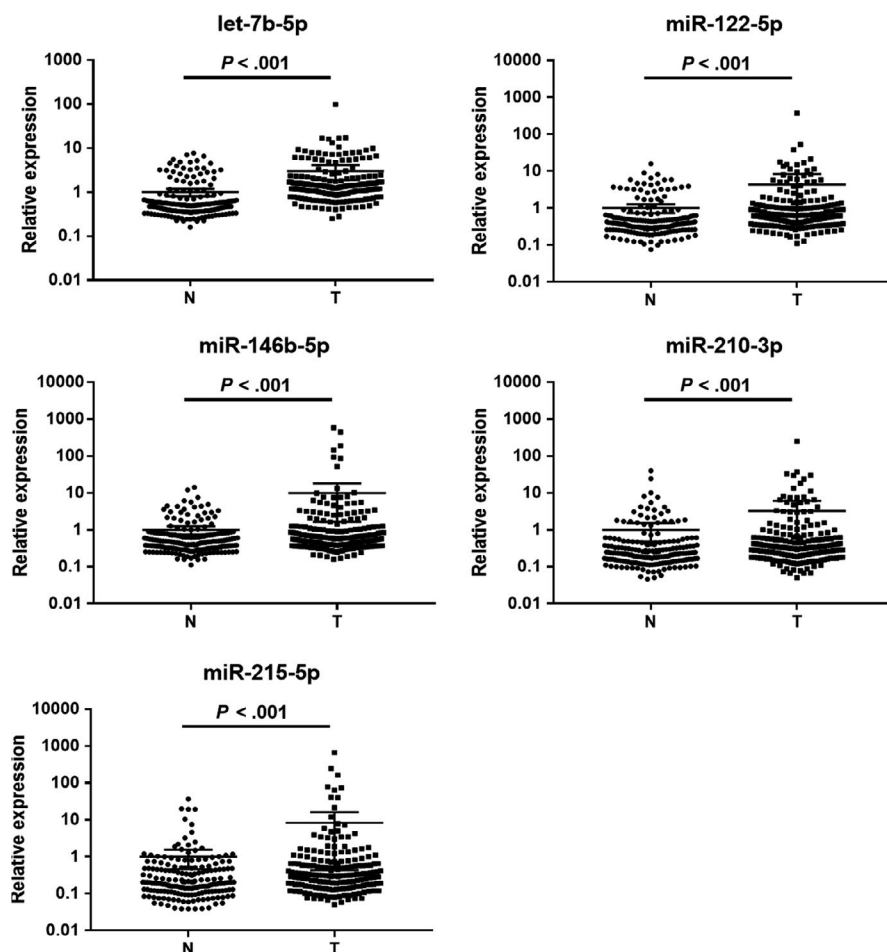 let-7b-5p
P < .001
Relative expression
1000
100
10
1
0.1
0.01
N
T
miR-122-5p
P < .001
Relative expression
10000
1000
100
10
1
0.1
0.01
N
T
miR-146b-5p
P < .001
Relative expression
10000
1000
100
10
1
0.1
0.01
N
T
miR-210-3p
P < .001
Relative expression
10000
1000
100
10
1
0.1
0.01
N
T
miR-215-5p
P < .001
Relative expression
10000
1000
100
10
1
0.1
0.01
N
T